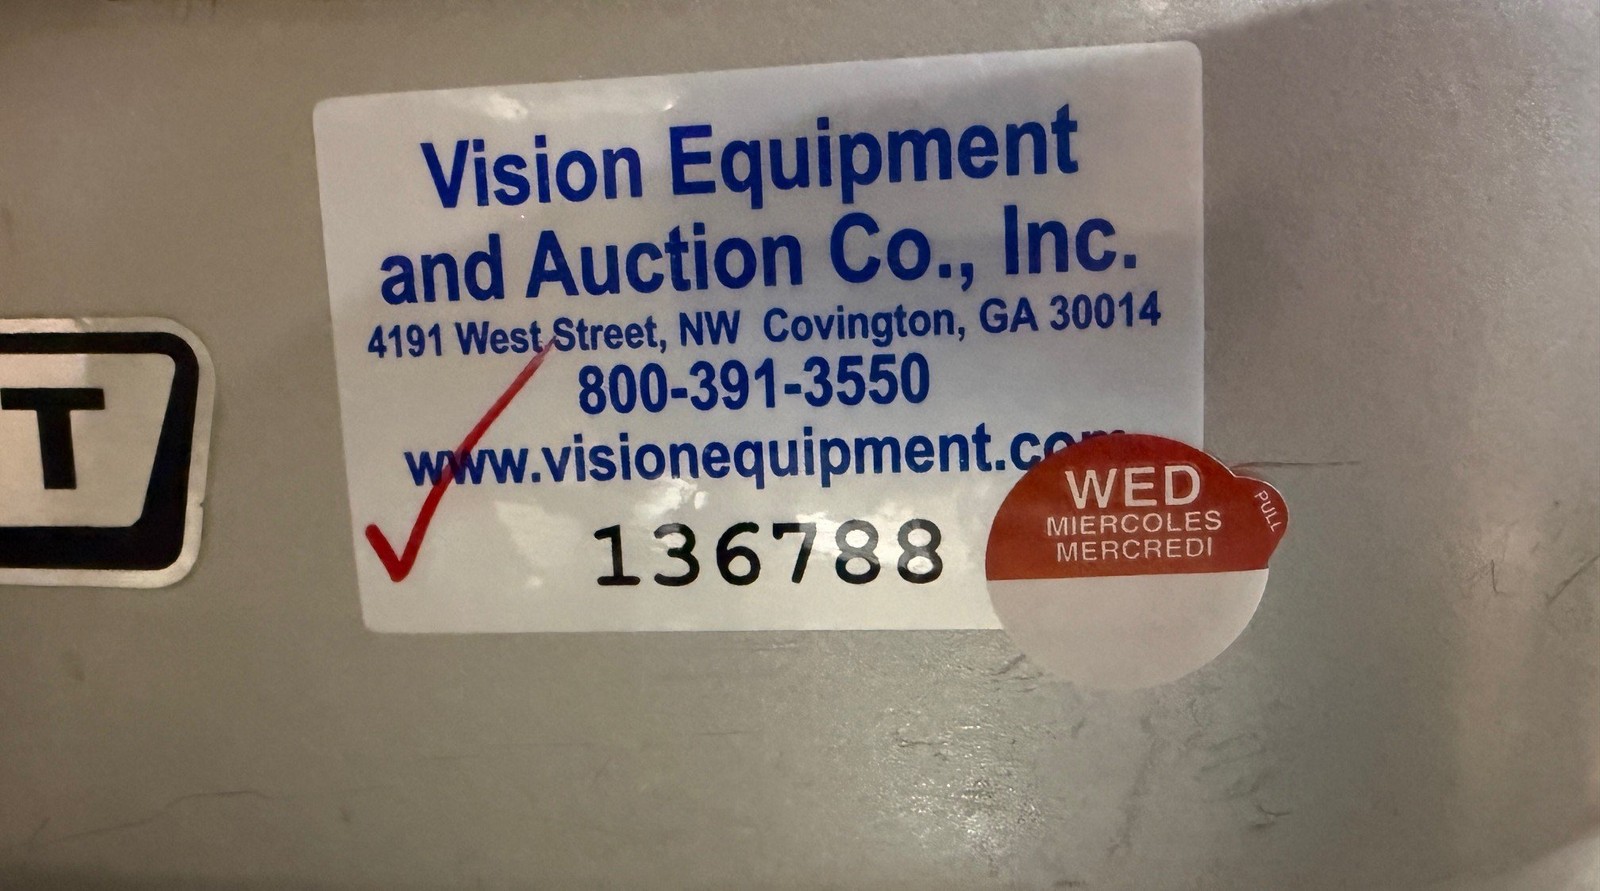 Vision Equipment
and Auction Co., Inc.
4191 West Street, NW Covington, GA 30014
800-391-3550
www.visionequipment.com
136788
WED
MIERCOLES
MERCREDI
PULL
T